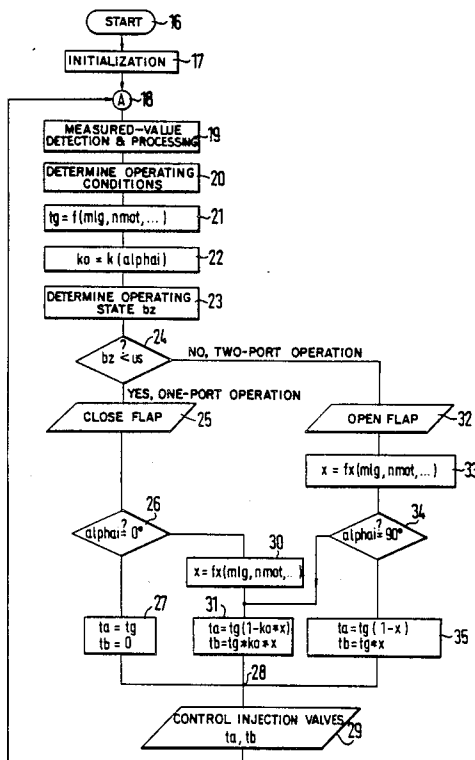 START
16
INITIALIZATION
17
A
18
MEASURED-VALUE
DETECTION & PROCESSING
19
DETERMINE OPERATING
CONDITIONS
20
tg = f(mlg, nmot, ...)
21
ka = k(alphai)
22
DETERMINE OPERATING
STATE bz
23
?
bz < us
24
NO, TWO-PORT OPERATION
YES, ONE-PORT OPERATION
CLOSE FLAP
25
OPEN FLAP
32
x = fx(mlg, nmot, ...)
33
?
alphai = 0°
26
?
alphai = 90°
34
x = fx(mlg, nmot, ..
30
ta = tg
tb = 0
27
ta = tg(1-ka*x)
tb = tg*ka*x
31
ta = tg(1-x)
tb = tg*x
35
28
CONTROL INJECTION VALVES
ta, tb
29